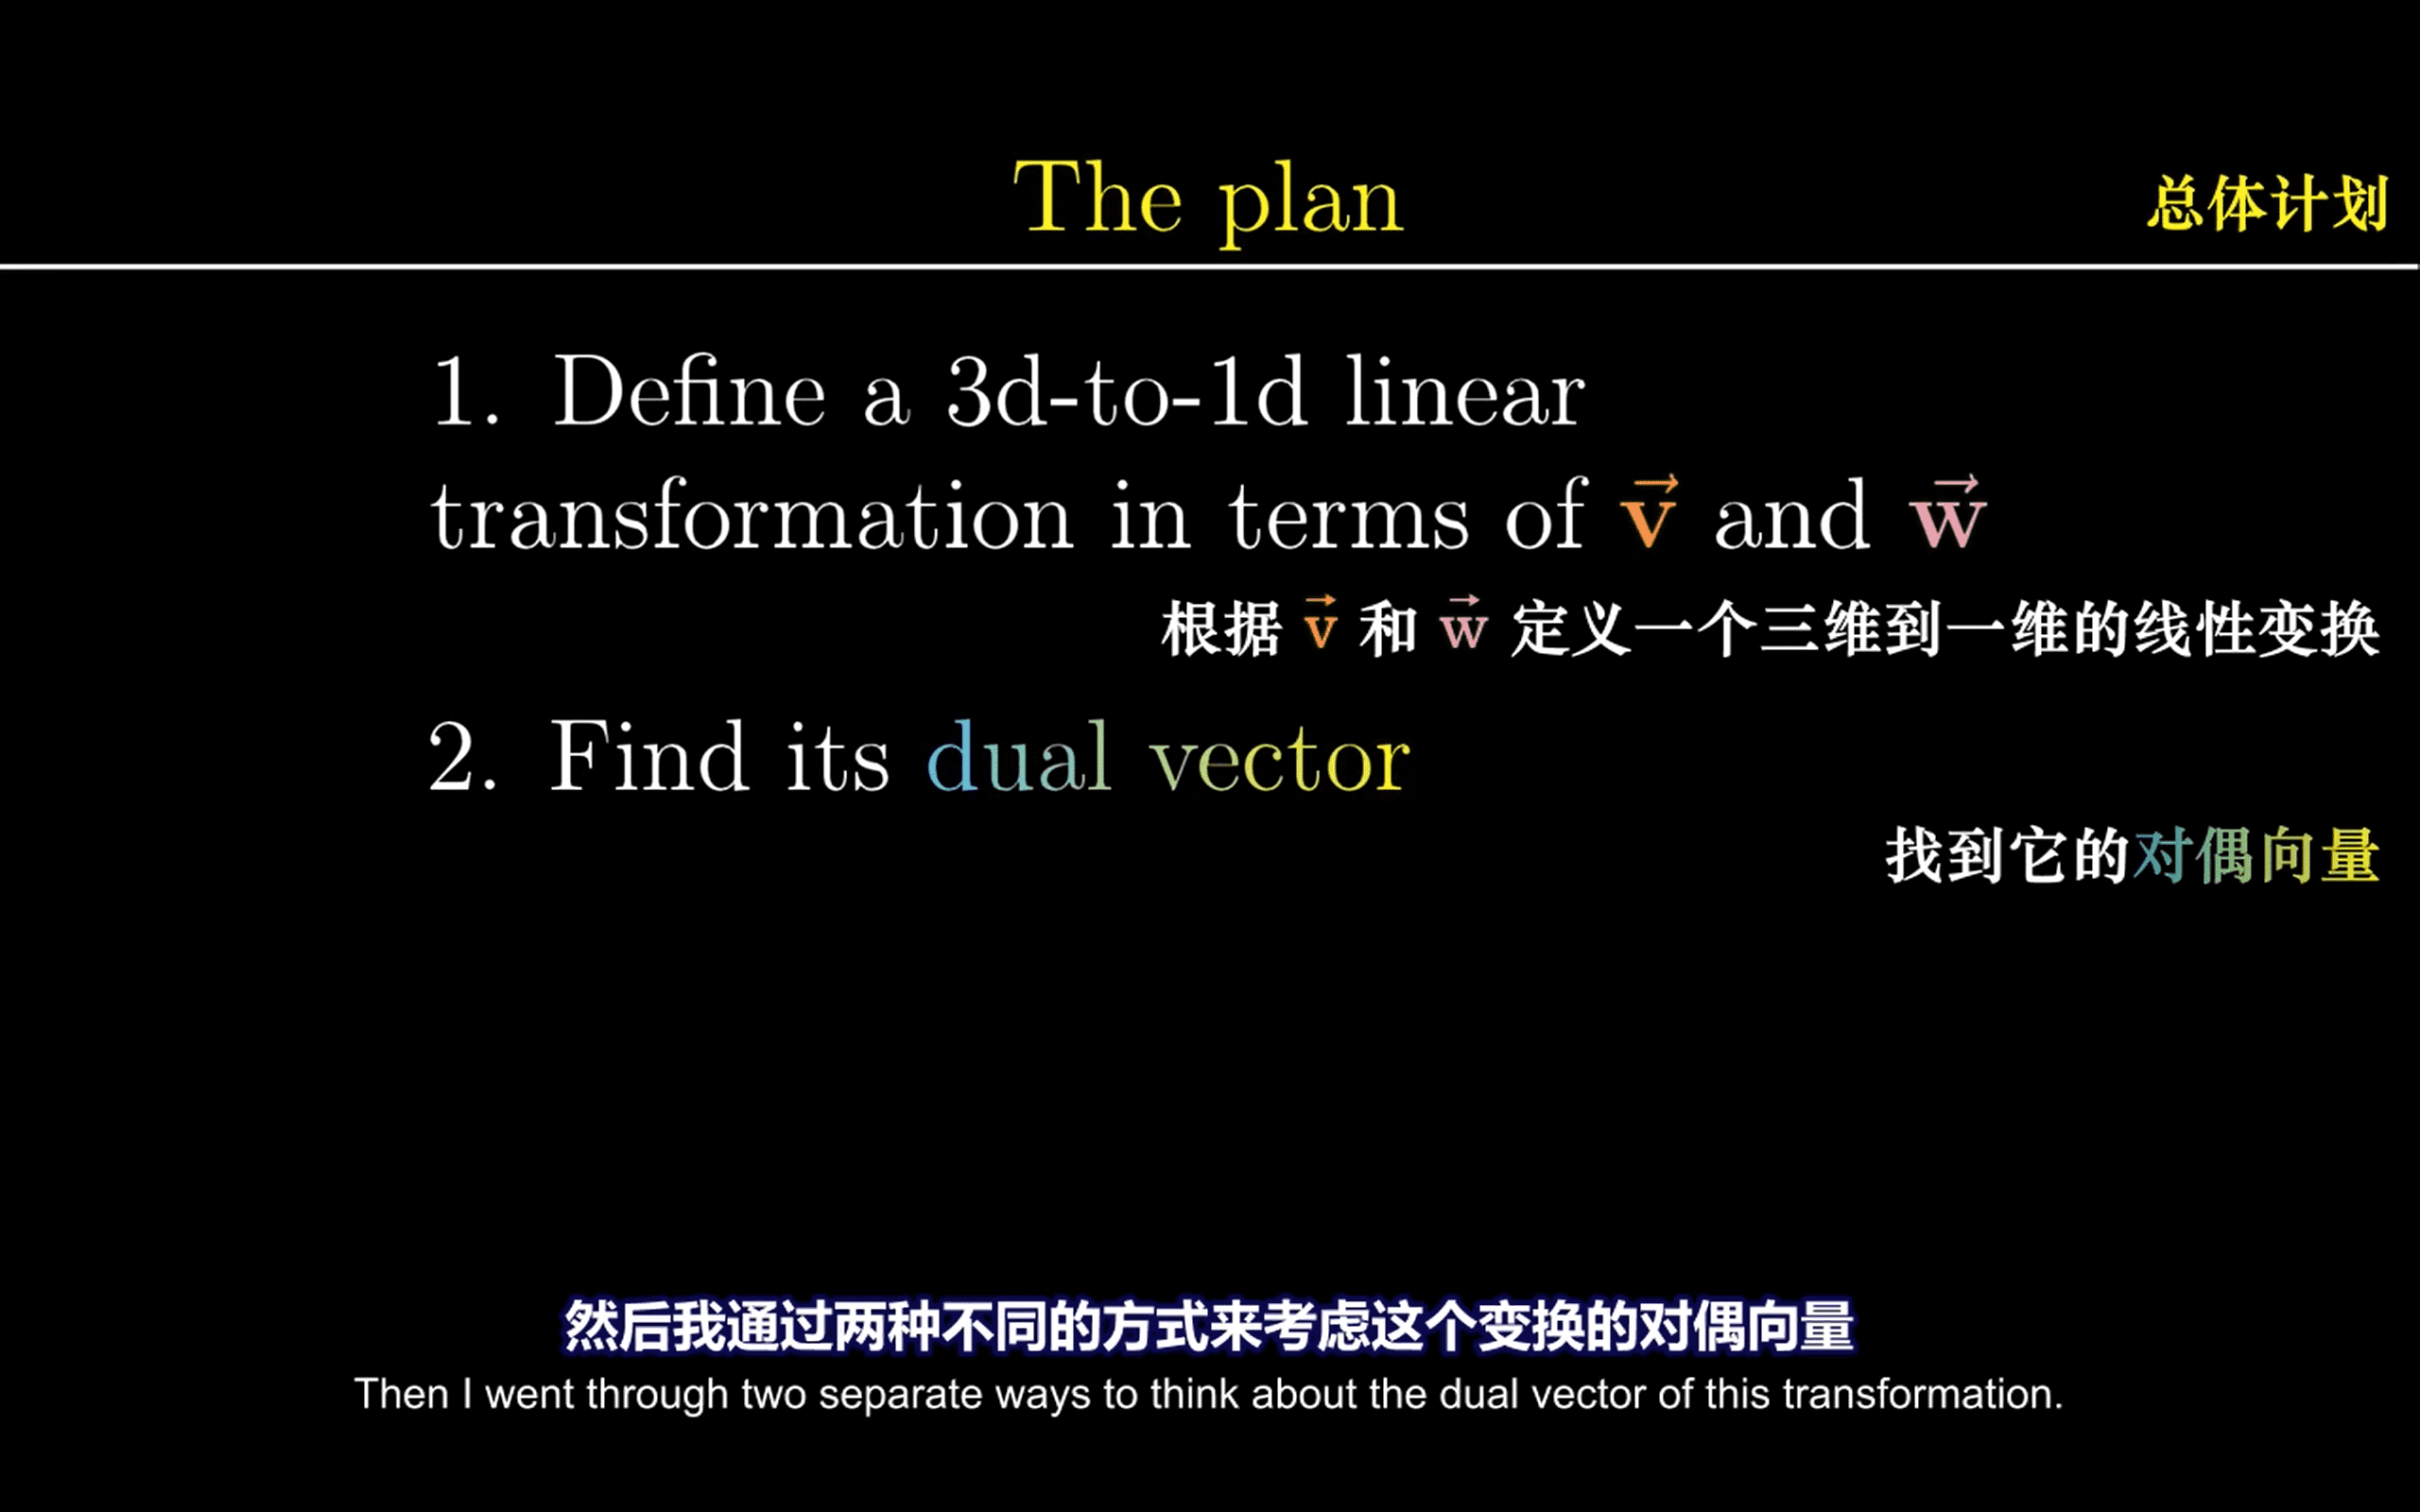 The plan
总体计划
1. Define a 3d-to-1d linear
transformation in terms of v⃗ and w⃗
根据 v⃗ 和 w⃗ 定义一个三维到一维的线性变换
2. Find its dual vector
找到它的对偶向量
然后我通过两种不同的方式来考虑这个变换的对偶向量
Then I went through two separate ways to think about the dual vector of this transformation.